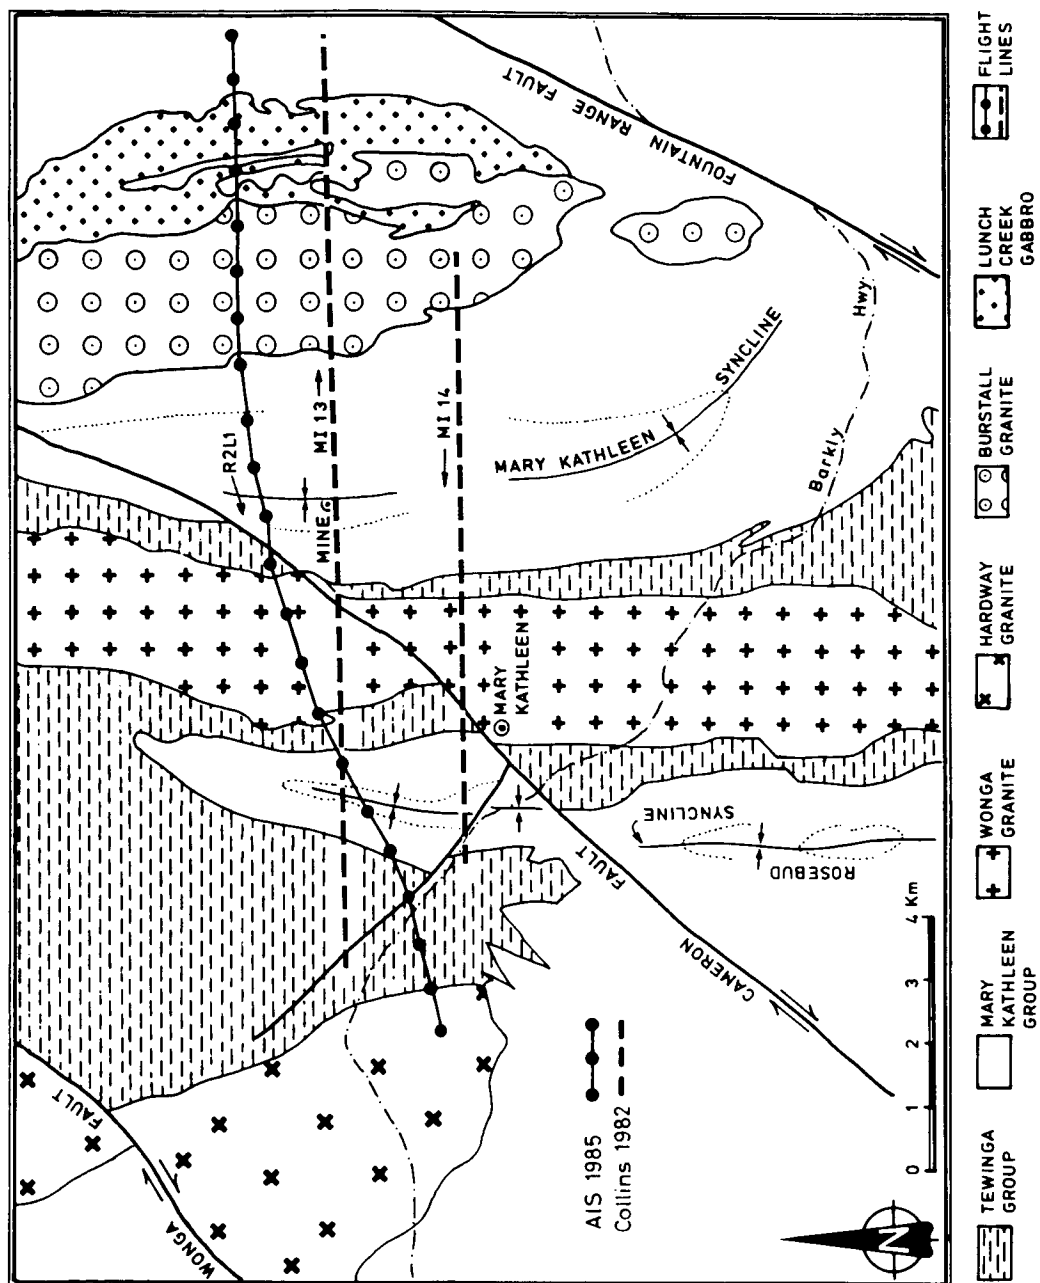 WONGA
FAULT
FOUNTAIN RANGE FAULT
R2L1
MINE
MI 13
MI 14
MARY KATHLEEN
SYNCLINE
Barkly
Hwy
MARY
KATHLEEN
ROSEBUD
SYNCLINE
CAMERON
FAULT
AIS 1985
Collins 1982
0 1 2 3 4 Km
N
TEWINGA
GROUP
MARY
KATHLEEN
GROUP
WONGA
GRANITE
HARDWAY
GRANITE
BURSTALL
GRANITE
LUNCH
CREEK
GABBRO
FLIGHT
LINES